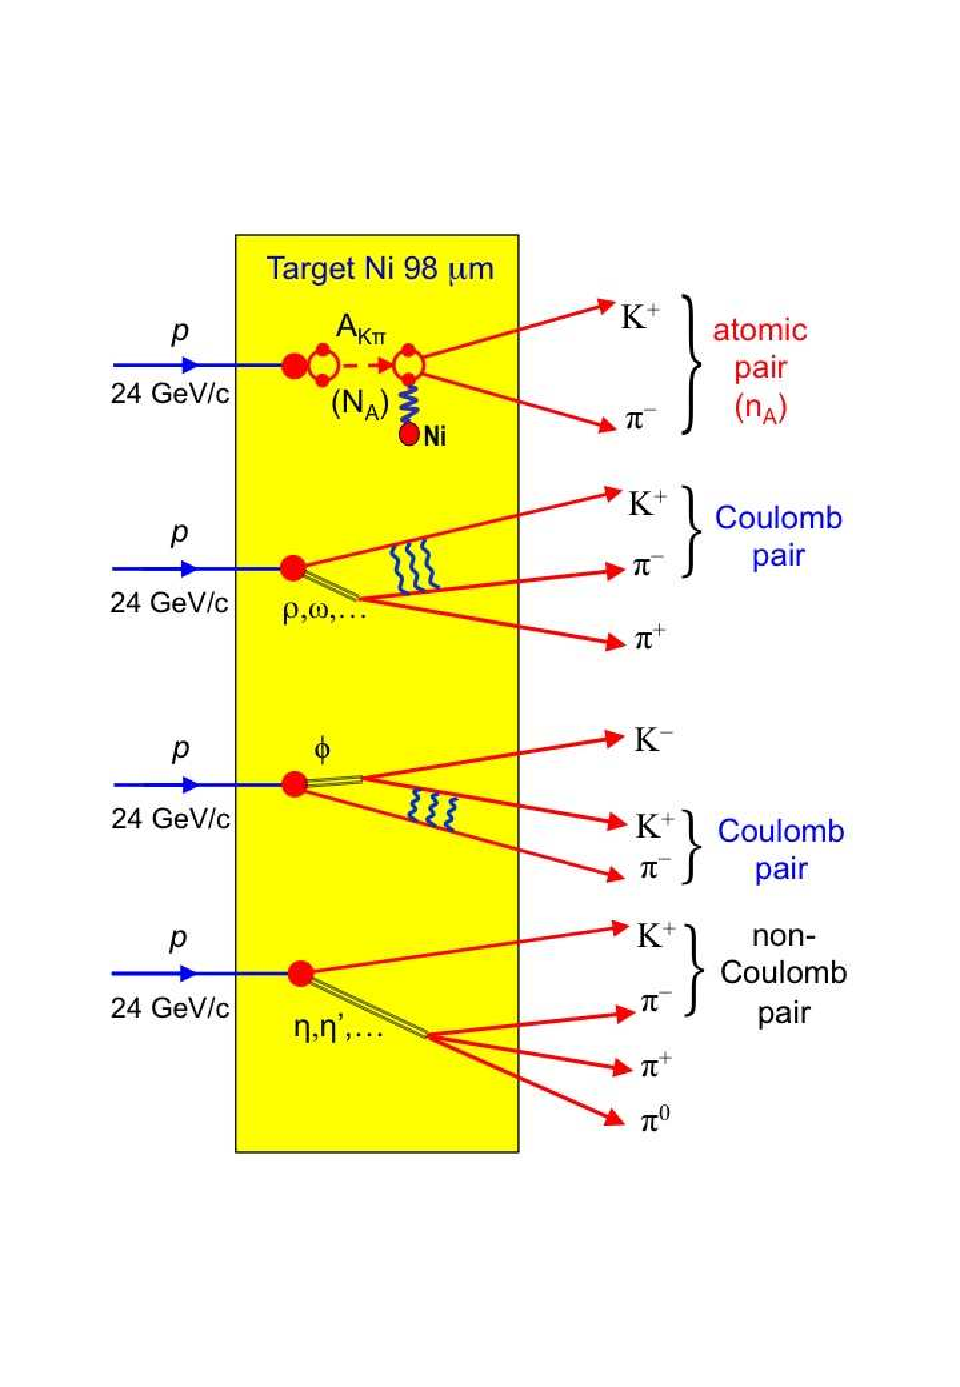 Target Ni 98 μm
p
24 GeV/c
A_Kπ
(N_A)
Ni
K⁺
π⁻
atomic
pair
(n_A)
p
24 GeV/c
ρ,ω,…
K⁺
π⁻
π⁺
Coulomb
pair
p
24 GeV/c
ϕ
K⁻
K⁺
π⁻
Coulomb
pair
p
24 GeV/c
η,η’,…
K⁺
π⁻
π⁺
π⁰
non-
Coulomb
pair